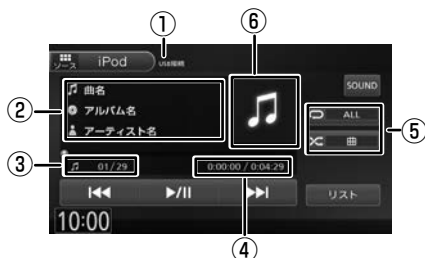 ①
⑥
ソース
iPod
USB接続
SOUND
②
曲名
アルバム名
アーティスト名
ALL
⑤
③
01/29
0:00:00 / 0:04:29
リスト
10:00
④